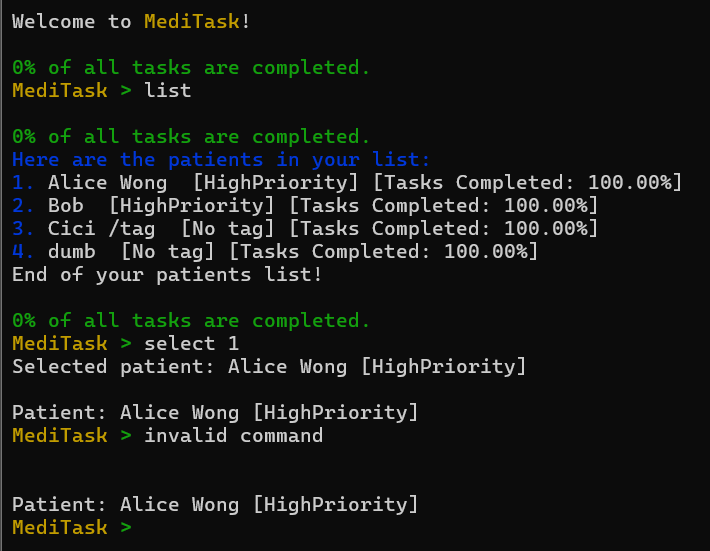 Welcome to MediTask!
0% of all tasks are completed.
MediTask > list
0% of all tasks are completed.
Here are the patients in your list:
1. Alice Wong  [HighPriority] [Tasks Completed: 100.00%]
2. Bob  [HighPriority] [Tasks Completed: 100.00%]
3. Cici /tag  [No tag] [Tasks Completed: 100.00%]
4. dumb  [No tag] [Tasks Completed: 100.00%]
End of your patients list!
0% of all tasks are completed.
MediTask > select 1
Selected patient: Alice Wong [HighPriority]
Patient: Alice Wong [HighPriority]
MediTask > invalid command
Patient: Alice Wong [HighPriority]
MediTask >